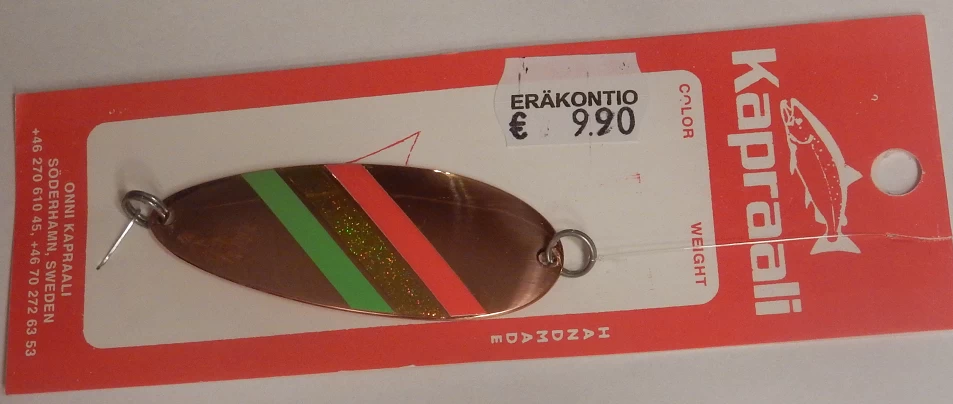 Kapraali
COLOR
WEIGHT
ERÄKONTIO
€ 9.90
HANDMDAE
ONNI KAPRAALI
SÖDERHAMN, SWEDEN
+46 270 610 45, +46 70 272 63 53